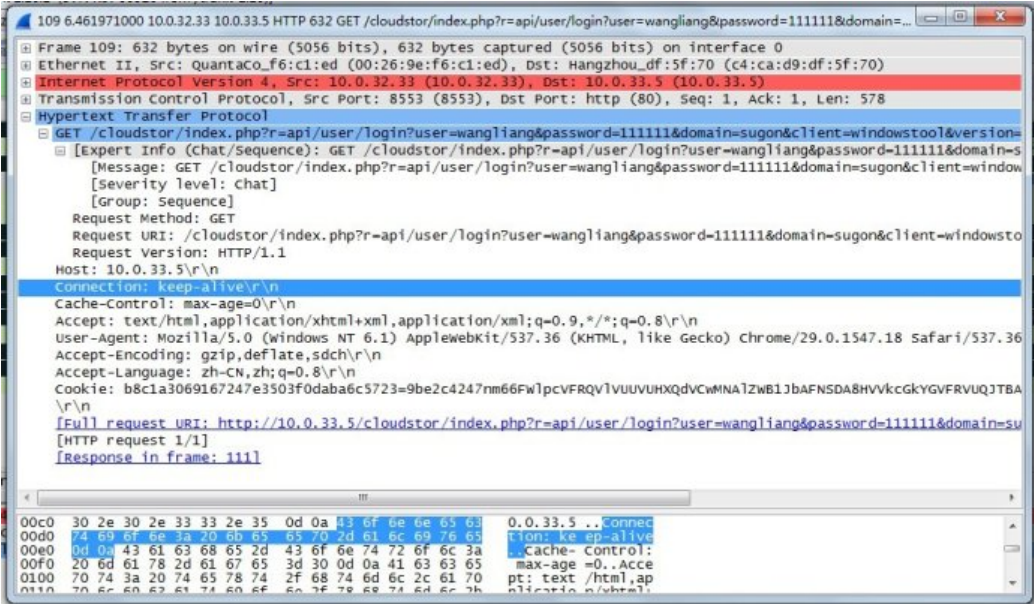 109 6.461971000 10.0.32.33 10.0.33.5 HTTP 632 GET /cloudstor/index.php?r=api/user/login?user=wangliang&password=111111&domain=...
Frame 109: 632 bytes on wire (5056 bits), 632 bytes captured (5056 bits) on interface 0
Ethernet II, Src: QuantaCo_f6:c1:ed (00:26:9e:f6:c1:ed), Dst: Hangzhou_df:5f:70 (c4:ca:d9:df:5f:70)
Internet Protocol Version 4, Src: 10.0.32.33 (10.0.32.33), Dst: 10.0.33.5 (10.0.33.5)
Transmission Control Protocol, Src Port: 8553 (8553), Dst Port: http (80), Seq: 1, Ack: 1, Len: 578
Hypertext Transfer Protocol
GET /cloudstor/index.php?r=api/user/login?user=wangliang&password=111111&domain=sugon&client=windowstool&version=
[Expert Info (Chat/Sequence): GET /cloudstor/index.php?r=api/user/login?user=wangliang&password=111111&domain=s
[Message: GET /cloudstor/index.php?r=api/user/login?user=wangliang&password=111111&domain=sugon&client=window
[Severity level: Chat]
[Group: Sequence]
Request Method: GET
Request URI: /cloudstor/index.php?r=api/user/login?user=wangliang&password=111111&domain=sugon&client=windowsto
Request Version: HTTP/1.1
Host: 10.0.33.5\r\n
Connection: keep-alive\r\n
Cache-Control: max-age=0\r\n
Accept: text/html,application/xhtml+xml,application/xml;q=0.9,*/*;q=0.8\r\n
User-Agent: Mozilla/5.0 (Windows NT 6.1) AppleWebKit/537.36 (KHTML, like Gecko) Chrome/29.0.1547.18 Safari/537.36
Accept-Encoding: gzip,deflate,sdch\r\n
Accept-Language: zh-CN,zh;q=0.8\r\n
Cookie:
\r\n
[Full request URI: http://10.0.33.5/cloudstor/index.php?r=api/user/login?user=wangliang&password=111111&domain=su
[HTTP request 1/1]
[Response in frame: 111]
00c0 30 2e 30 2e 33 33 2e 35 0d 0a 43 6f 6e 6e 65 63 0.0.33.5 ..Connec
00d0 74 69 6f 6e 3a 20 6b 65 65 70 2d 61 6c 69 76 65 tion: ke ep-alive
00e0 0d 0a 43 61 63 68 65 2d 43 6f 6e 74 72 6f 6c 3a ..Cache- Control:
00f0 20 6d 61 78 2d 61 67 65 3d 30 0d 0a 41 63 63 65 max-age =0..Acce
0100 70 74 3a 20 74 65 78 74 2f 68 74 6d 6c 2c 61 70 pt: text /html,ap